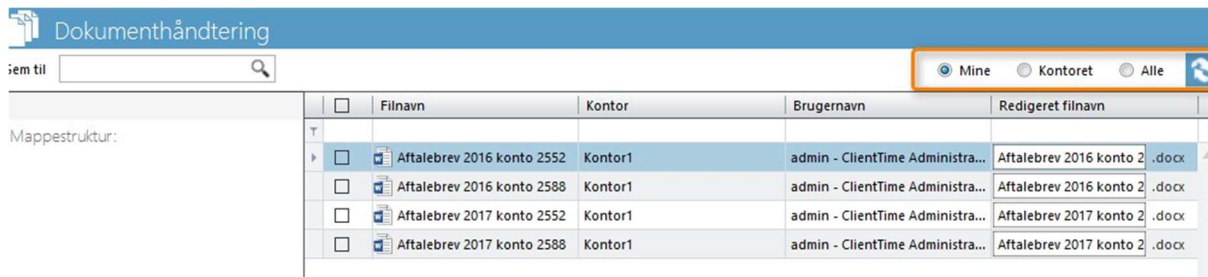 Dokumenthåndtering
Gem til
Mine Kontoret Alle
Filnavn Kontor Brugernavn Redigeret filnavn
Mappestruktur:
Aftalebrev 2016 konto 2552 Kontor1 admin - ClientTime Administra... Aftalebrev 2016 konto 2 .docx
Aftalebrev 2016 konto 2588 Kontor1 admin - ClientTime Administra... Aftalebrev 2016 konto 2 .docx
Aftalebrev 2017 konto 2552 Kontor1 admin - ClientTime Administra... Aftalebrev 2017 konto 2 .docx
Aftalebrev 2017 konto 2588 Kontor1 admin - ClientTime Administra... Aftalebrev 2017 konto 2 .docx